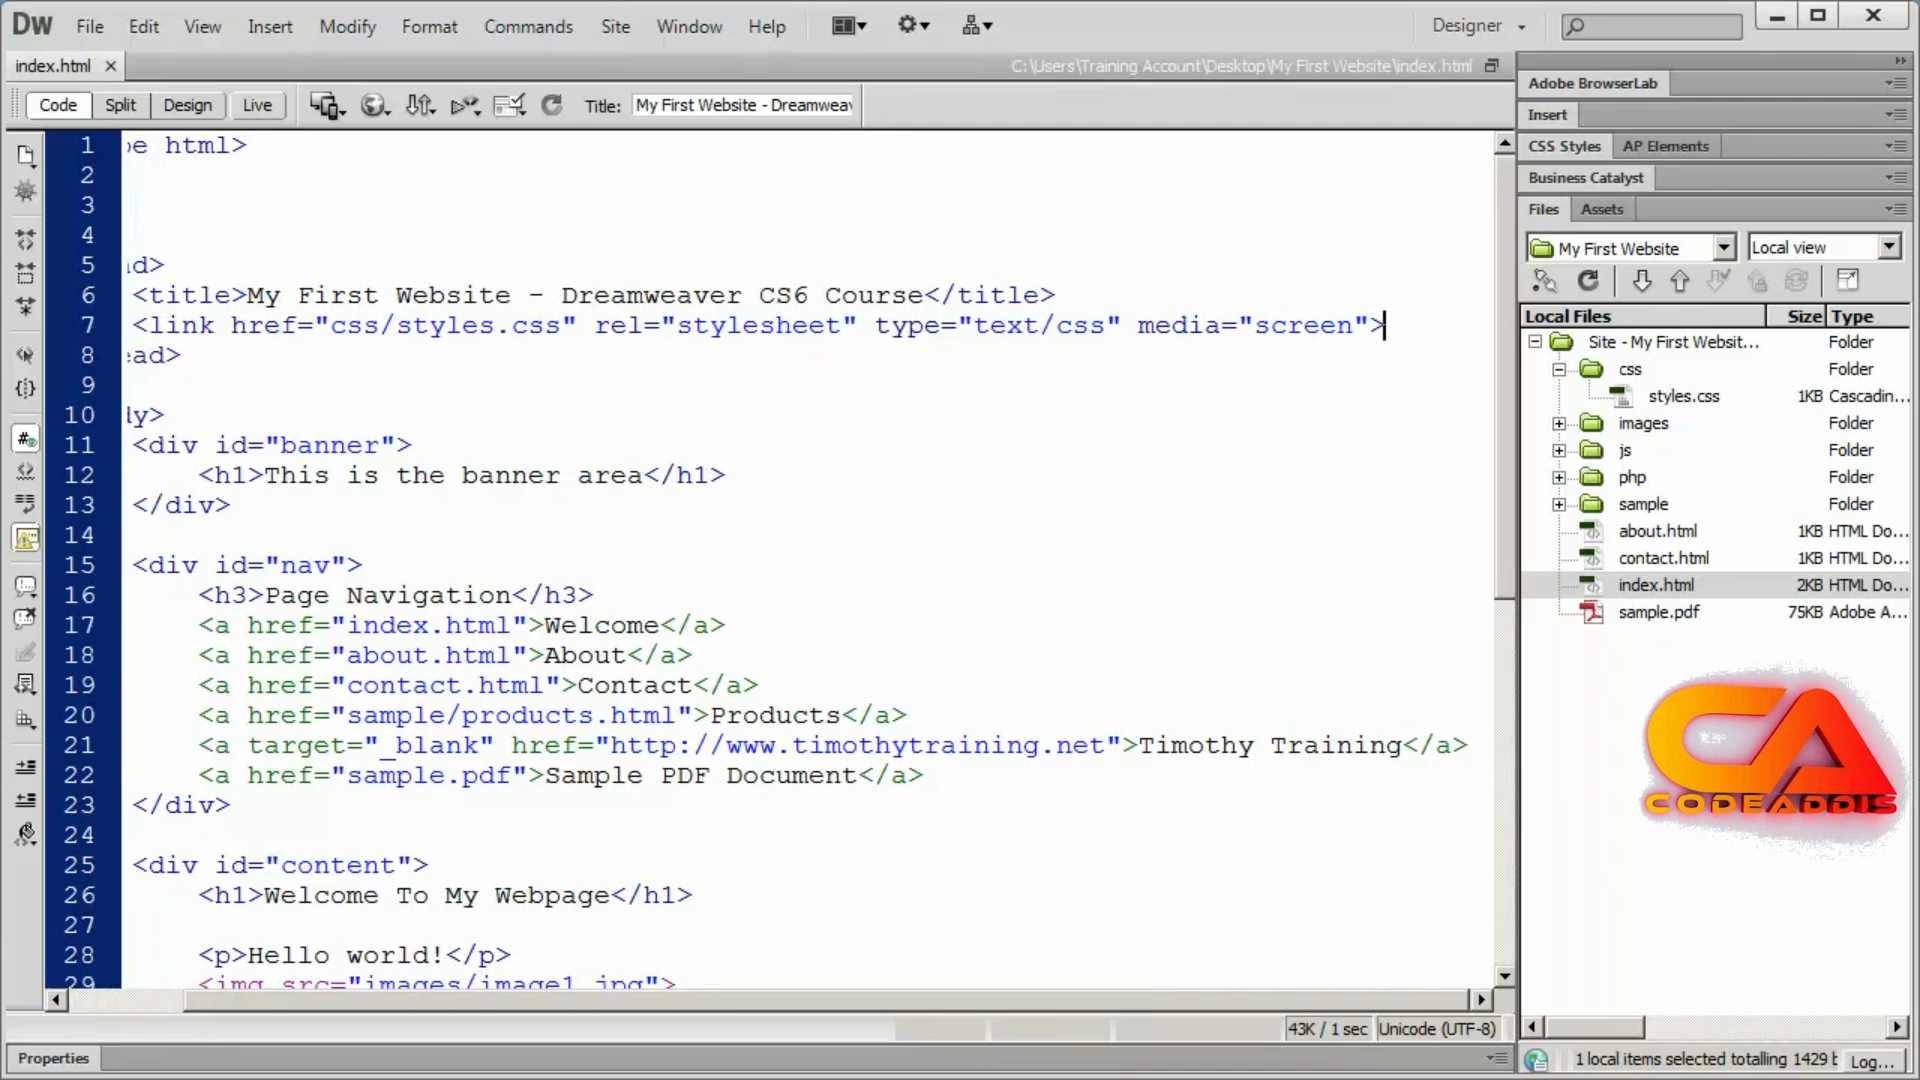 DW File Edit View Insert Modify Format Commands Site Window Help Designer
index.html C:\Users\Training Account\Desktop\My First Website\index.html
Code Split Design Live Title: My First Website - Dreamweav
1 pe html>
2
3
4
5 ad>
6 <title>My First Website - Dreamweaver CS6 Course</title>
7 <link href="css/styles.css" rel="stylesheet" type="text/css" media="screen">
8 ead>
9
10 dy>
11 <div id="banner">
12 <h1>This is the banner area</h1>
13 </div>
14
15 <div id="nav">
16 <h3>Page Navigation</h3>
17 <a href="index.html">Welcome</a>
18 <a href="about.html">About</a>
19 <a href="contact.html">Contact</a>
20 <a href="sample/products.html">Products</a>
21 <a target="_blank" href="http://www.timothytraining.net">Timothy Training</a>
22 <a href="sample.pdf">Sample PDF Document</a>
23 </div>
24
25 <div id="content">
26 <h1>Welcome To My Webpage</h1>
27
28 <p>Hello world!</p>
29 <img src="images/image1.jpg">
43K / 1 sec Unicode (UTF-8)
Properties
Adobe BrowserLab
Insert
CSS Styles AP Elements
Business Catalyst
Files Assets
My First Website Local view
Local Files Size Type
Site - My First Websit... Folder
css Folder
styles.css 1KB Cascadin...
images Folder
js Folder
php Folder
sample Folder
about.html 1KB HTML Do...
contact.html 1KB HTML Do...
index.html 2KB HTML Do...
sample.pdf 75KB Adobe A...
CA
CODEADDIS
1 local items selected totalling 1429 b Log...